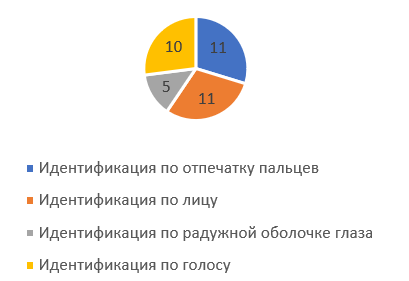 10
11
5
11
Идентификация по отпечатку пальцев
Идентификация по лицу
Идентификация по радужной оболочке глаза
Идентификация по голосу